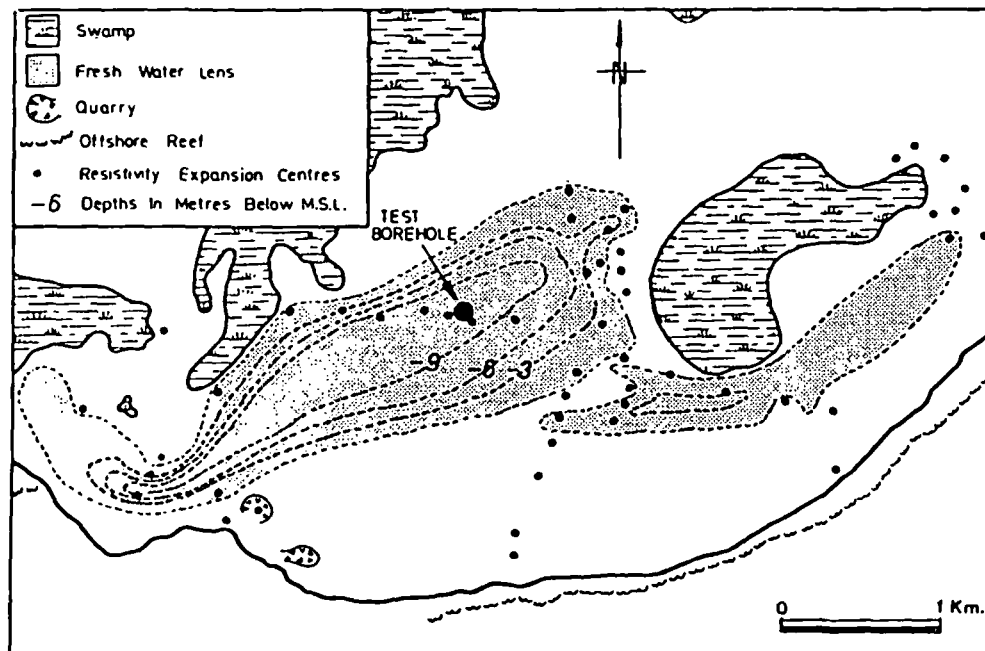 Swamp
Fresh Water Lens
Quarry
Offshore Reef
Resistivity Expansion Centres
-6 Depths In Metres Below M.S.L.
N
TEST
BOREHOLE
-9 -6 -3
0 1 Km.